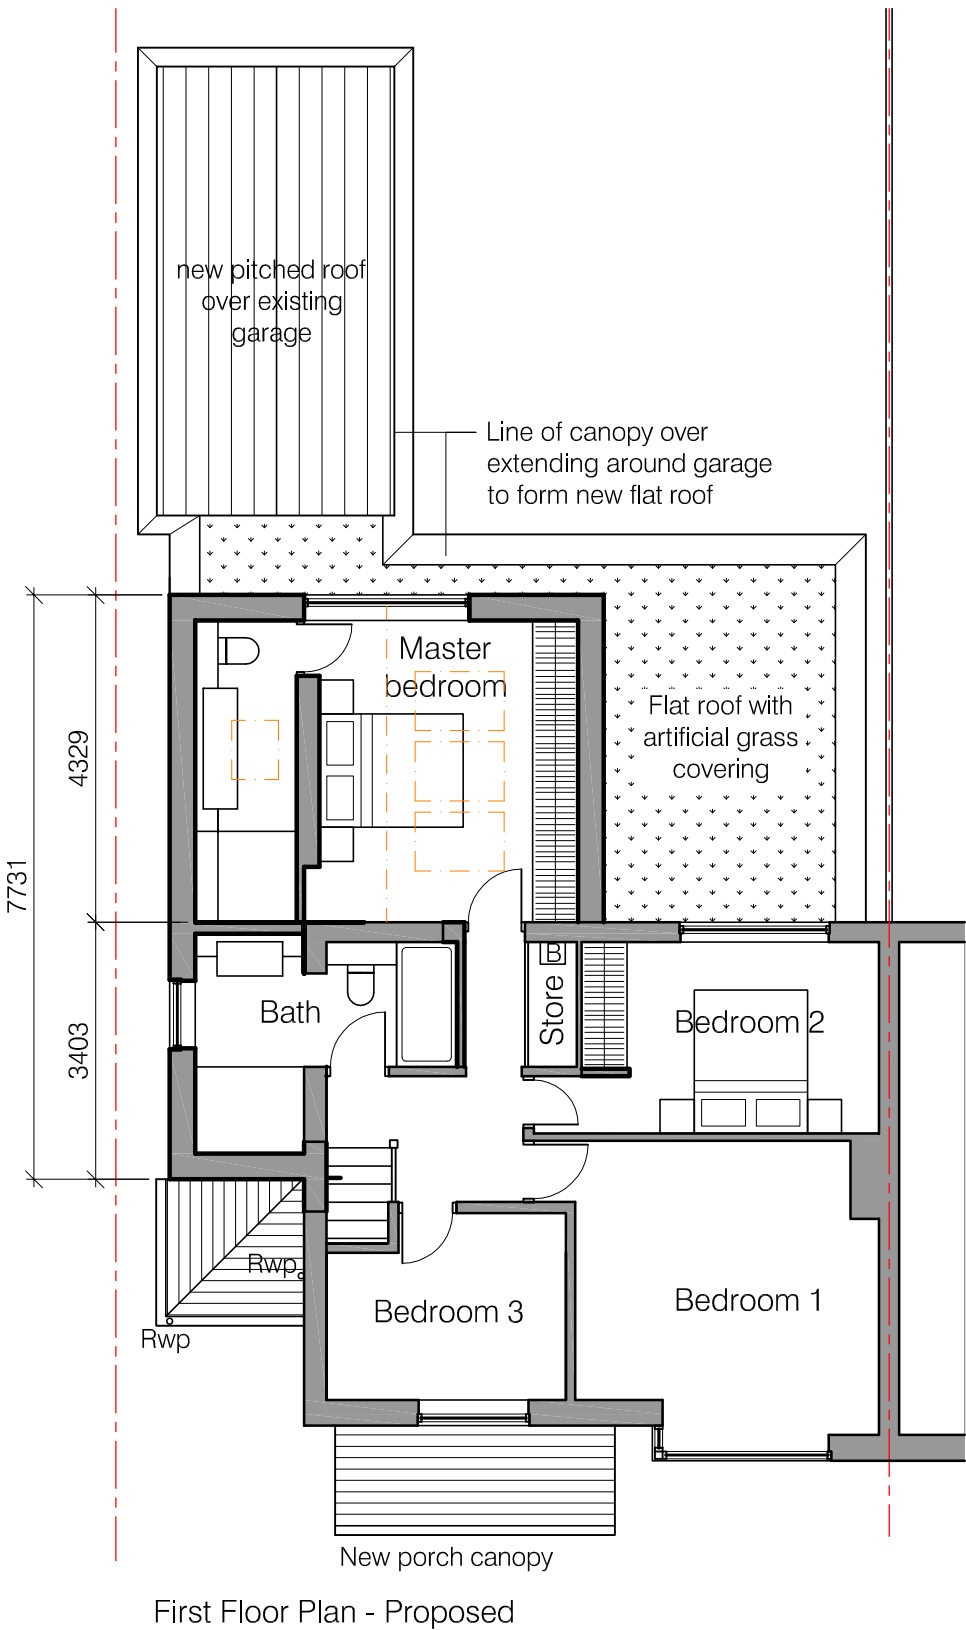 new pitched roof
over existing
garage
Line of canopy over
extending around garage
to form new flat roof
Master
bedroom
Flat roof with
artificial grass
covering
4329
7731
3403
B
Store
Bath
Bedroom 2
Rwp
Rwp
Bedroom 3
Bedroom 1
New porch canopy
First Floor Plan - Proposed